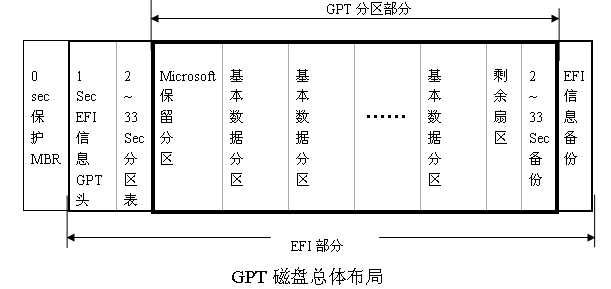 GPT 分区部分
0
sec
保
护
MBR
1
Sec
EFI
信
息
GPT
头
2
~
33
Sec
分
区
表
Microsoft
保
留
分
区
基
本
数
据
分
区
基
本
数
据
分
区
……
基
本
数
据
分
区
剩
余
扇
区
2
~
33
Sec
备
份
EFI
信
息
备
份
EFI 部分
GPT 磁盘总体布局